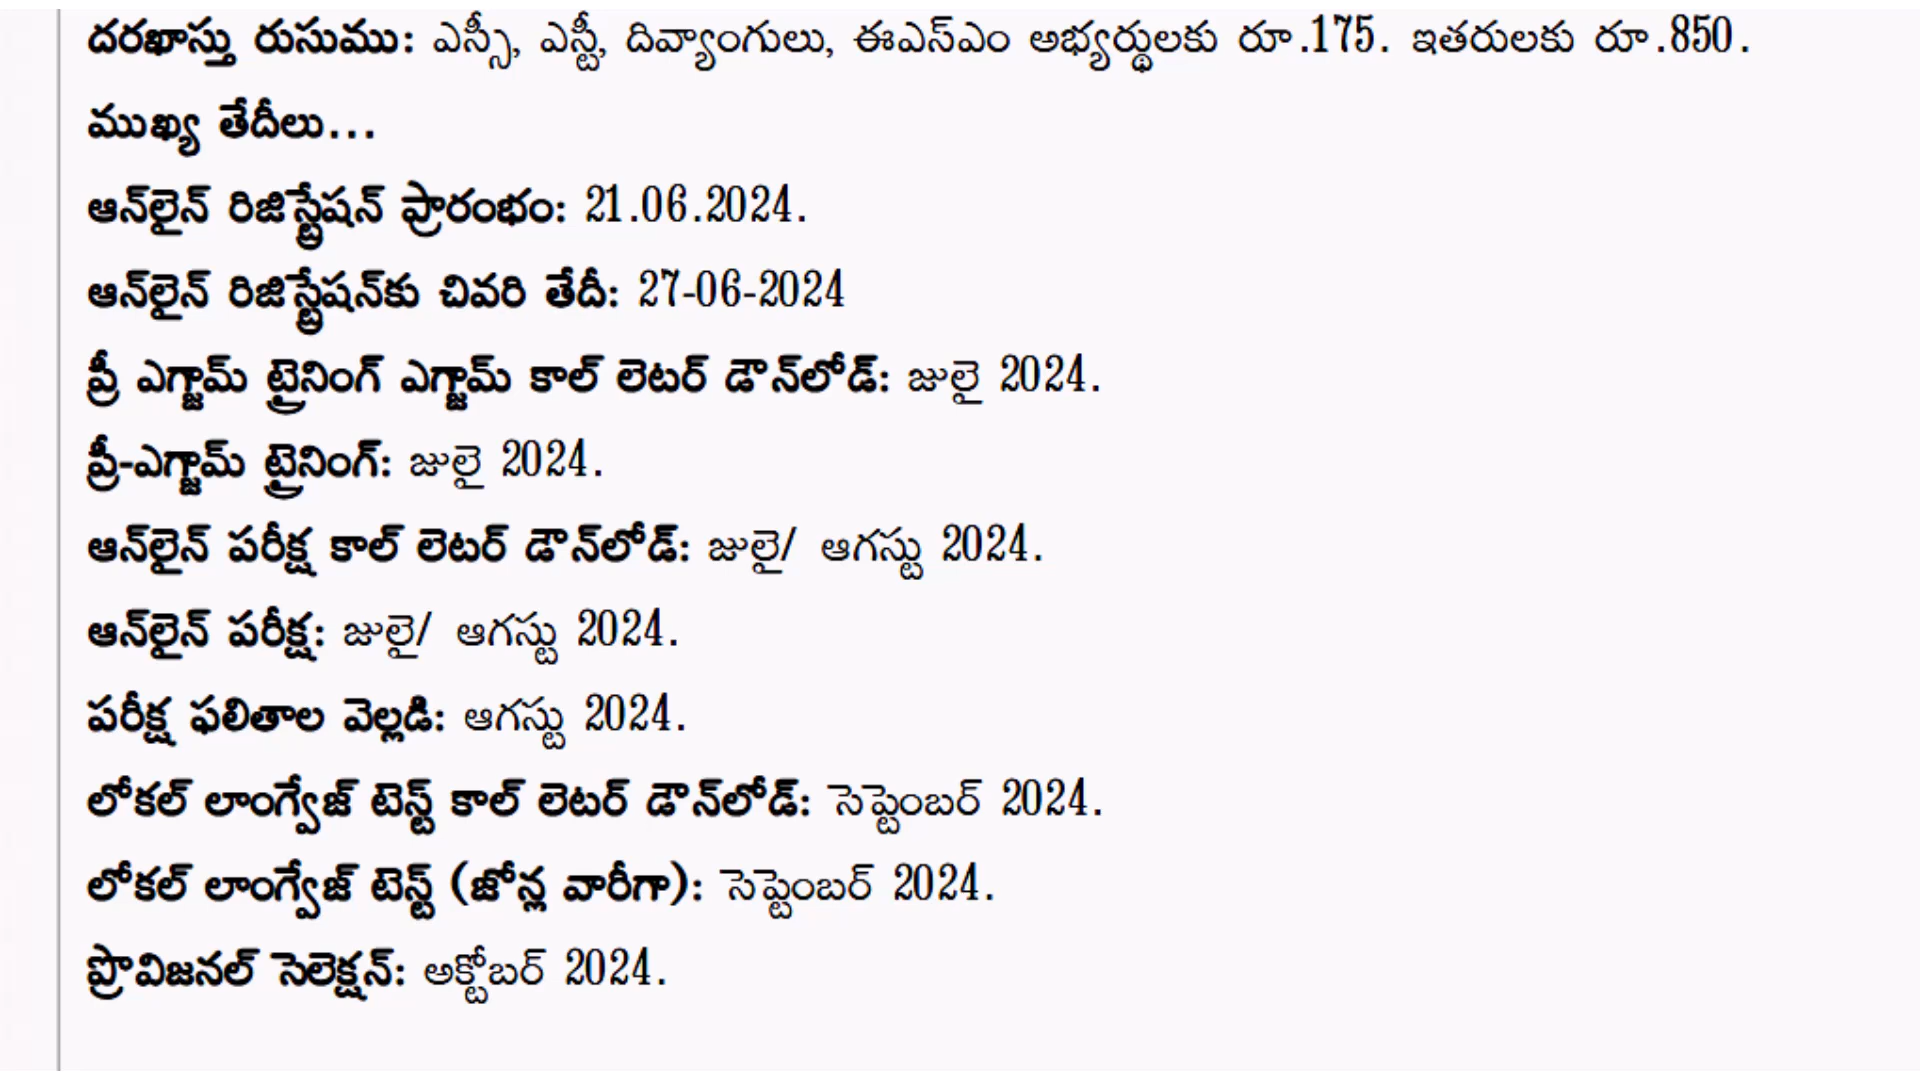 దరఖాస్తు రుసుము: ఎస్సీ, ఎస్టీ, దివ్యాంగులు, ఈఎస్ఎం అభ్యర్థులకు రూ.175. ఇతరులకు రూ.850.
ముఖ్య తేదీలు...
ఆన్‌లైన్ రిజిస్ట్రేషన్ ప్రారంభం: 21.06.2024.
ఆన్‌లైన్ రిజిస్ట్రేషన్‌కు చివరి తేదీ: 27-06-2024
ప్రీ ఎగ్జామ్ ట్రైనింగ్ ఎగ్జామ్ కాల్ లెటర్ డౌన్‌లోడ్: జులై 2024.
ప్రీ-ఎగ్జామ్ ట్రైనింగ్: జులై 2024.
ఆన్‌లైన్ పరీక్ష కాల్ లెటర్ డౌన్‌లోడ్: జులై/ ఆగస్టు 2024.
ఆన్‌లైన్ పరీక్ష: జులై/ ఆగస్టు 2024.
పరీక్ష ఫలితాల వెల్లడి: ఆగస్టు 2024.
లోకల్ లాంగ్వేజ్ టెస్ట్ కాల్ లెటర్ డౌన్‌లోడ్: సెప్టెంబర్ 2024.
లోకల్ లాంగ్వేజ్ టెస్ట్ (జోన్ల వారీగా): సెప్టెంబర్ 2024.
ప్రొవిజనల్ సెలెక్షన్: అక్టోబర్ 2024.